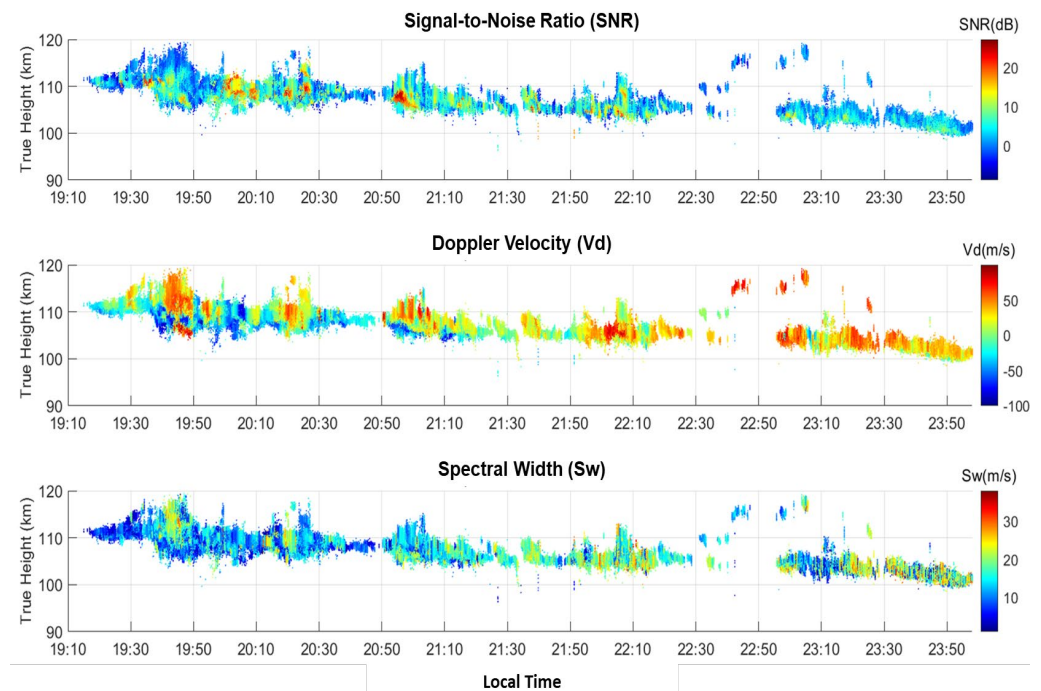 Signal-to-Noise Ratio (SNR)
SNR(dB)
True Height (km)
120
110
100
90
20
10
0
19:10 19:30 19:50 20:10 20:30 20:50 21:10 21:30 21:50 22:10 22:30 22:50 23:10 23:30 23:50
Doppler Velocity (Vd)
Vd(m/s)
True Height (km)
120
110
100
90
50
0
-50
-100
19:10 19:30 19:50 20:10 20:30 20:50 21:10 21:30 21:50 22:10 22:30 22:50 23:10 23:30 23:50
Spectral Width (Sw)
Sw(m/s)
True Height (km)
120
110
100
90
30
20
10
19:10 19:30 19:50 20:10 20:30 20:50 21:10 21:30 21:50 22:10 22:30 22:50 23:10 23:30 23:50
Local Time